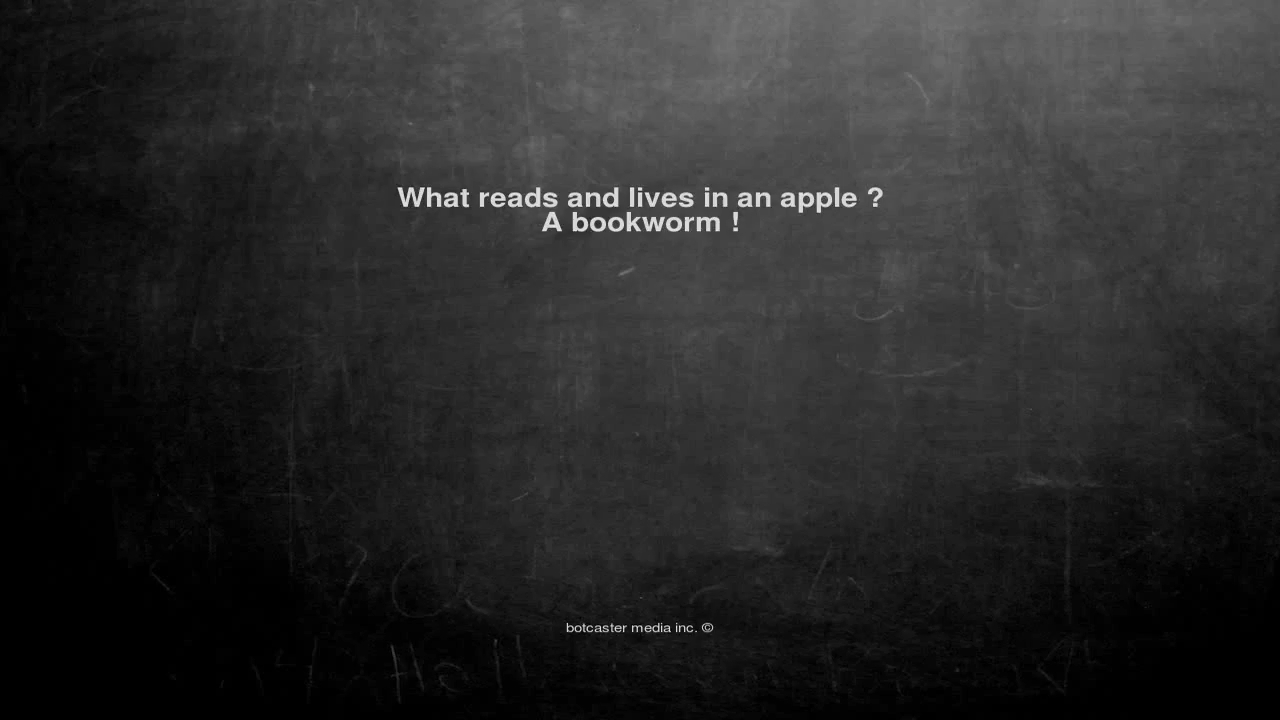 What reads and lives in an apple ?
A bookworm !
botcaster media inc. ©